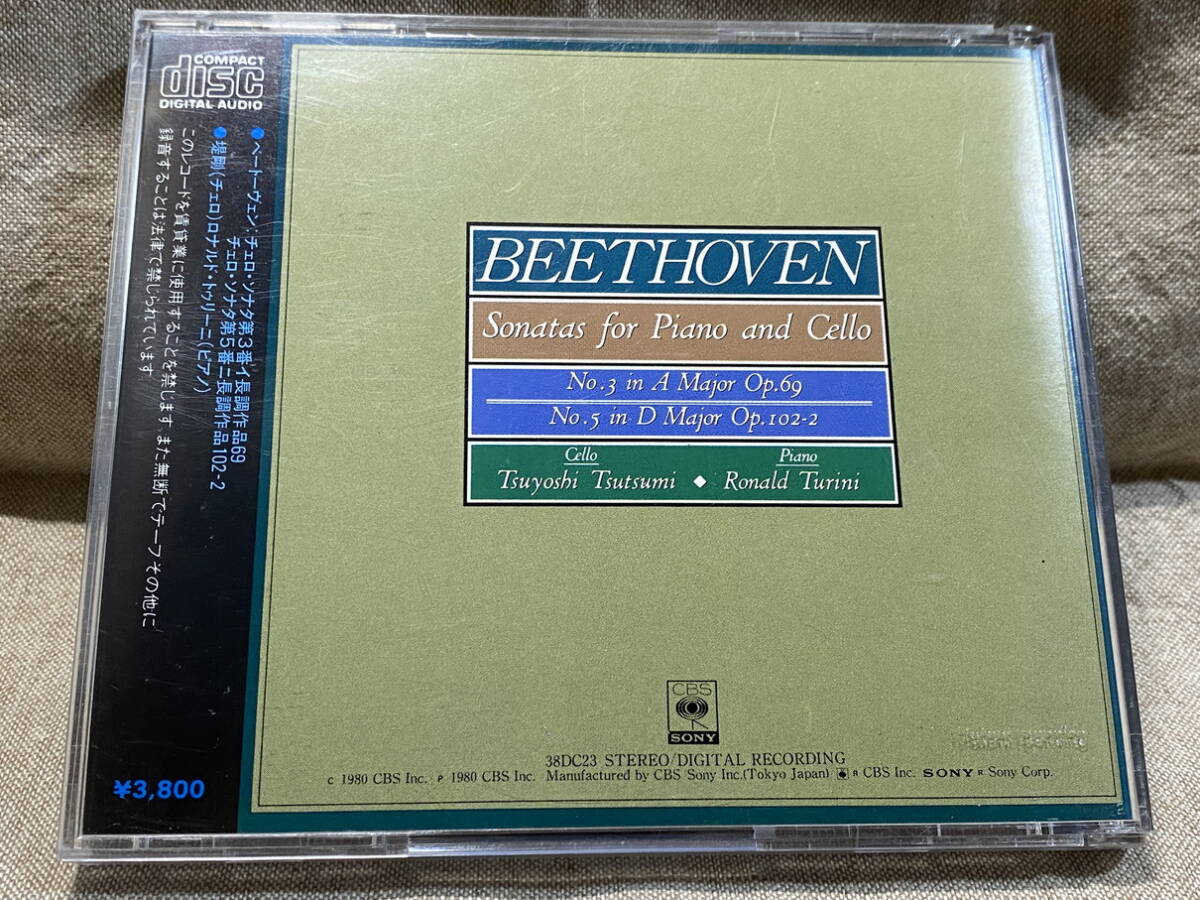 COMPACT
disc
DIGITAL AUDIO
●ベートーヴェン:チェロ・ソナタ第3番イ長調作品69
チェロ・ソナタ第5番ニ長調作品102-2
●堤剛(チェロ)ロナルド・トゥリーニ(ピアノ)
このレコードを賃貸業に使用することを禁じます。また無断でテープその他に
録音することは法律で禁じられています。
¥3,800
BEETHOVEN
Sonatas for Piano and Cello
No.3 in A Major Op.69
No.5 in D Major Op.102-2
Cello
Tsuyoshi Tsutsumi ◆
Piano
Ronald Turini
CBS
SONY
38DC23 STEREO/DIGITAL RECORDING
C 1980 CBS Inc. P 1980 CBS Inc. Manufactured by CBS/Sony Inc.(Tokyo Japan) R CBS Inc. SONY R Sony Corp.